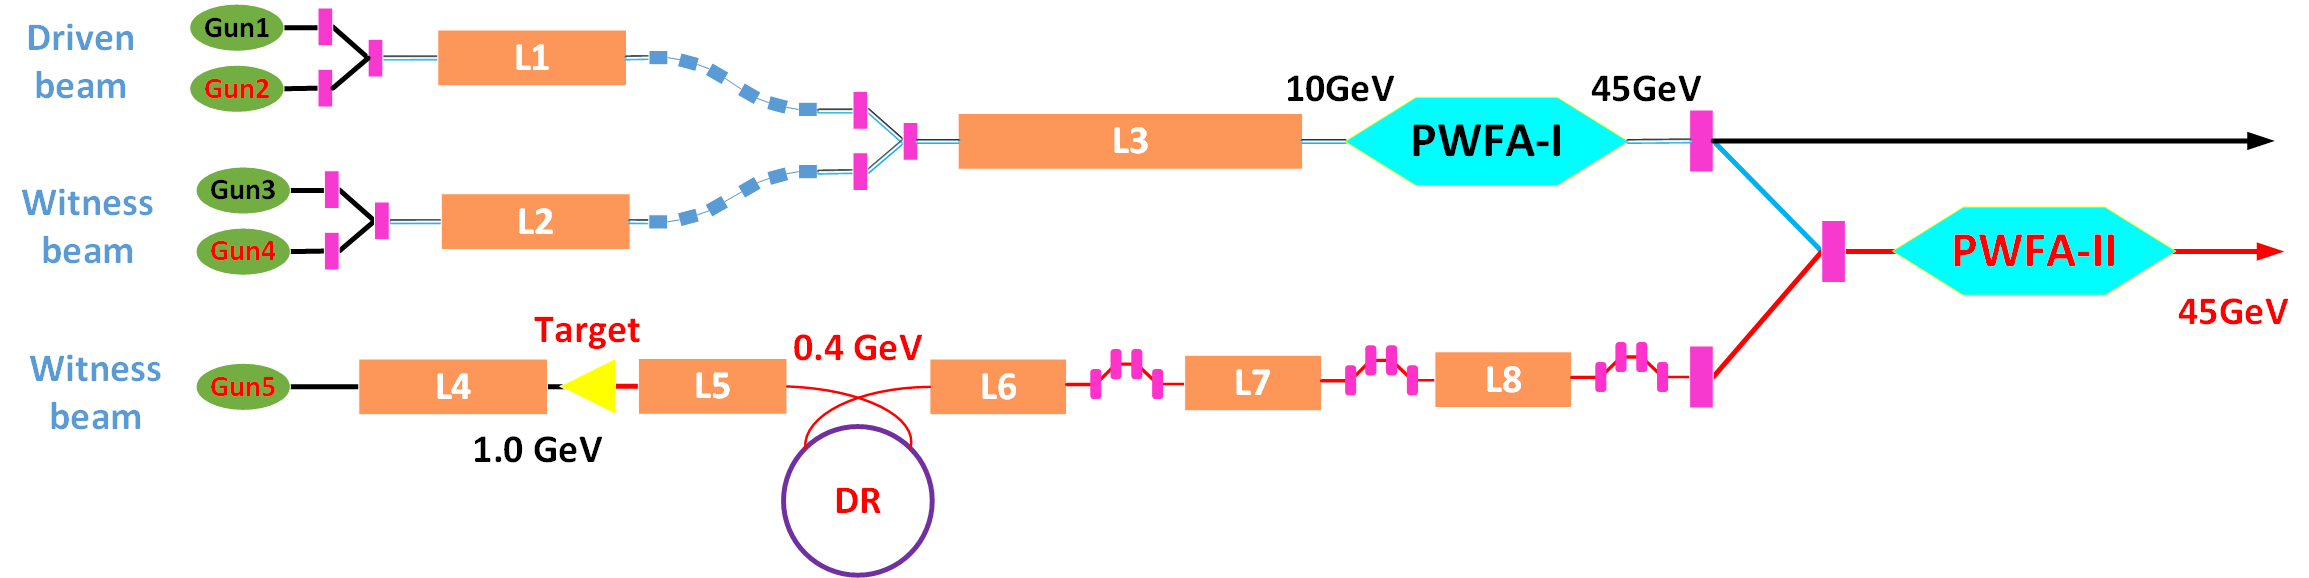 Driven
beam
Gun1
Gun2
L1
Witness
beam
Gun3
Gun4
L2
L3
10GeV
PWFA-I
45GeV
PWFA-II
45GeV
Witness
beam
Gun5
L4
Target
1.0 GeV
L5
0.4 GeV
DR
L6
L7
L8